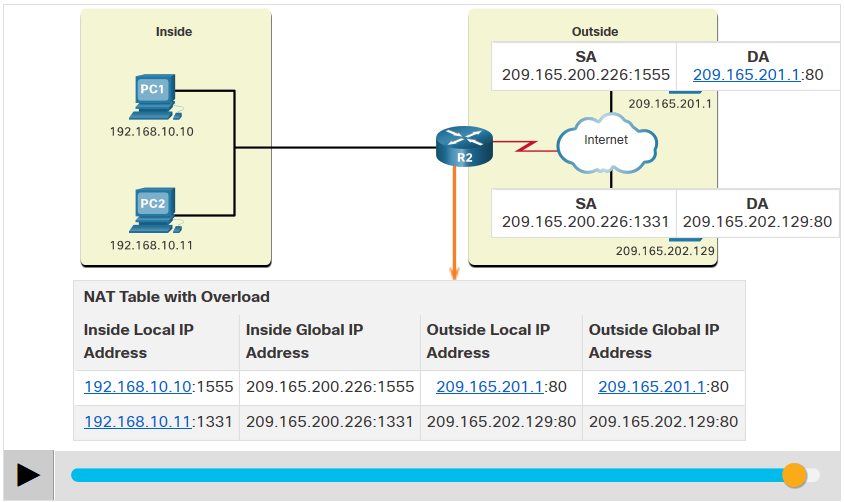 Inside
Outside
SA
DA
209.165.200.226:1555
209.165.201.1:80
PC1
209.165.201.1
192.168.10.10
Internet
R2
PC2
SA
DA
209.165.200.226:1331
209.165.202.129:80
192.168.10.11
209.165.202.129
NAT Table with Overload
Inside Local IP Address
Inside Global IP Address
Outside Local IP Address
Outside Global IP Address
192.168.10.10:1555
209.165.200.226:1555
209.165.201.1:80
209.165.201.1:80
192.168.10.11:1331
209.165.200.226:1331
209.165.202.129:80
209.165.202.129:80